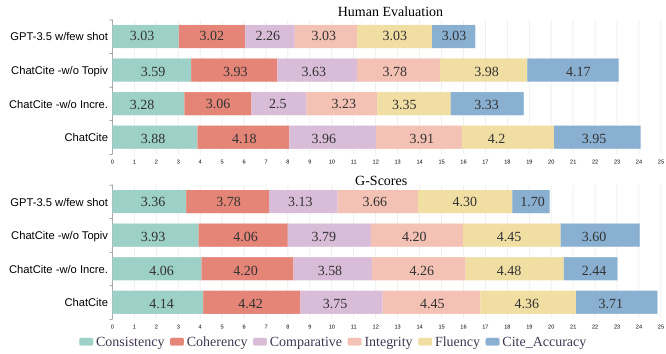 Human Evaluation
GPT-3.5 w/few shot 3.03 3.02 2.26 3.03 3.03 3.03
ChatCite -w/o Topiv 3.59 3.93 3.63 3.78 3.98 4.17
ChatCite -w/o Incre. 3.28 3.06 2.5 3.23 3.35 3.33
ChatCite 3.88 4.18 3.96 3.91 4.2 3.95
0 1 2 3 4 5 6 7 8 9 10 11 12 13 14 15 16 17 18 19 20 21 22 23 24 25
G-Scores
GPT-3.5 w/few shot 3.36 3.78 3.13 3.66 4.30 1.70
ChatCite -w/o Topiv 3.93 4.06 3.79 4.20 4.45 3.60
ChatCite -w/o Incre. 4.06 4.20 3.58 4.26 4.48 2.44
ChatCite 4.14 4.42 3.75 4.45 4.36 3.71
0 1 2 3 4 5 6 7 8 9 10 11 12 13 14 15 16 17 18 19 20 21 22 23 24 25
Consistency Coherency Comparative Integrity Fluency Cite_Accuracy